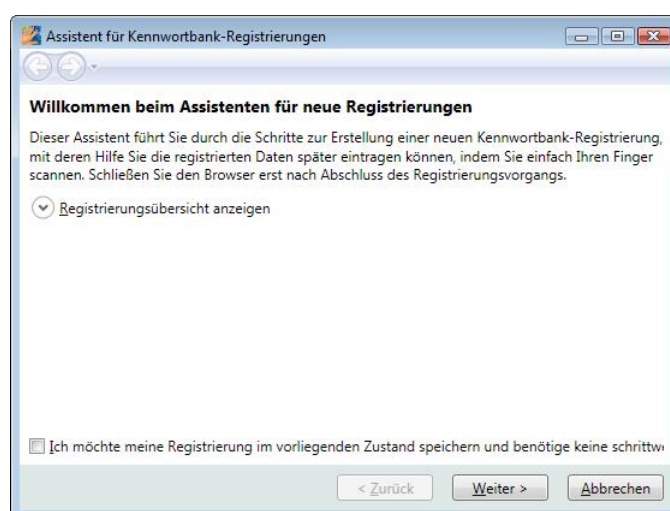 Assistent für Kennwortbank-Registrierungen
Willkommen beim Assistenten für neue Registrierungen
Dieser Assistent führt Sie durch die Schritte zur Erstellung einer neuen Kennwortbank-Registrierung,
mit deren Hilfe Sie die registrierten Daten später eintragen können, indem Sie einfach Ihren Finger
scannen. Schließen Sie den Browser erst nach Abschluss des Registrierungsvorgangs.
Registrierungsübersicht anzeigen
Ich möchte meine Registrierung im vorliegenden Zustand speichern und benötige keine
< Zurück Weiter > Abbrechen